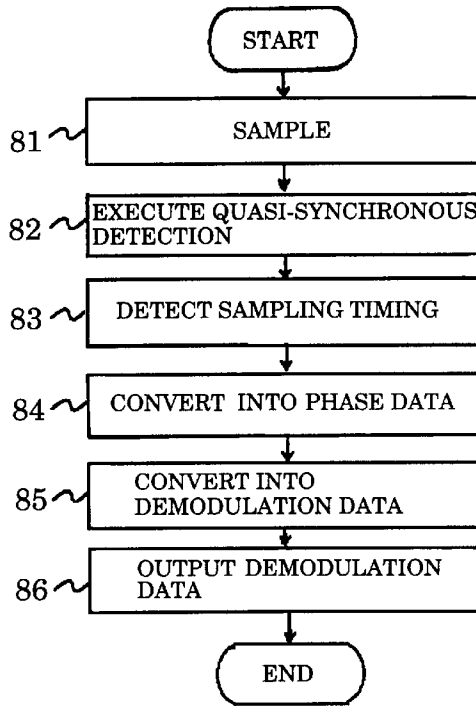 START
81
SAMPLE
82
EXECUTE QUASI-SYNCHRONOUS
DETECTION
83
DETECT SAMPLING TIMING
84
CONVERT INTO PHASE DATA
85
CONVERT INTO
DEMODULATION DATA
86
OUTPUT DEMODULATION
DATA
END